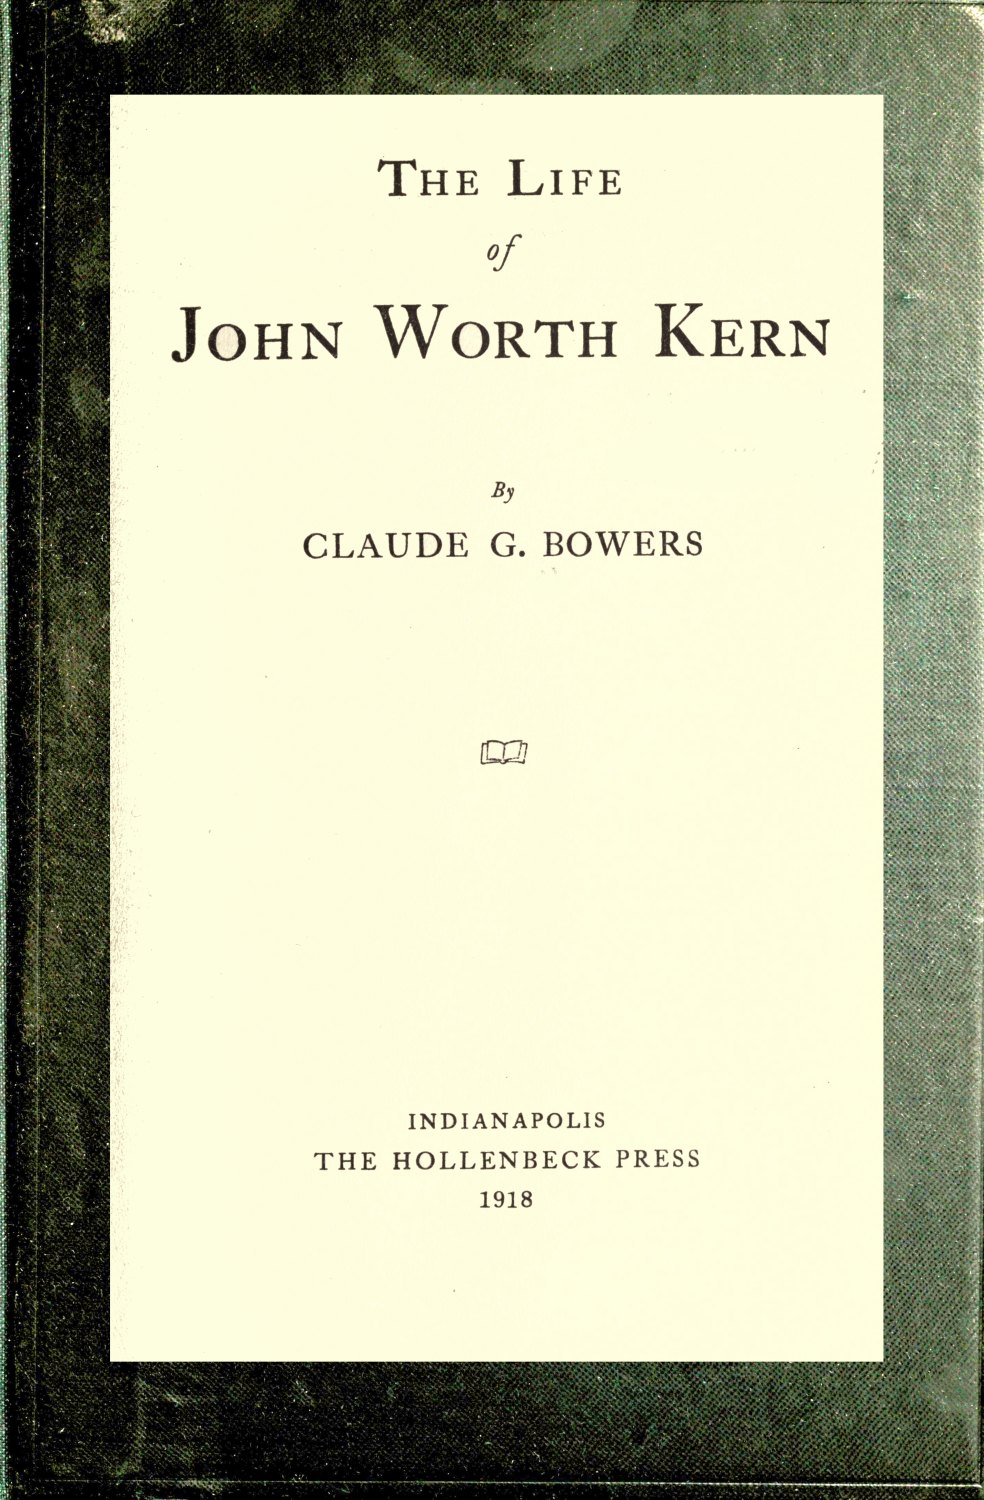 The Life
of
John Worth Kern
By
CLAUDE G. BOWERS
INDIANAPOLIS
THE HOLLENBECK PRESS
1918